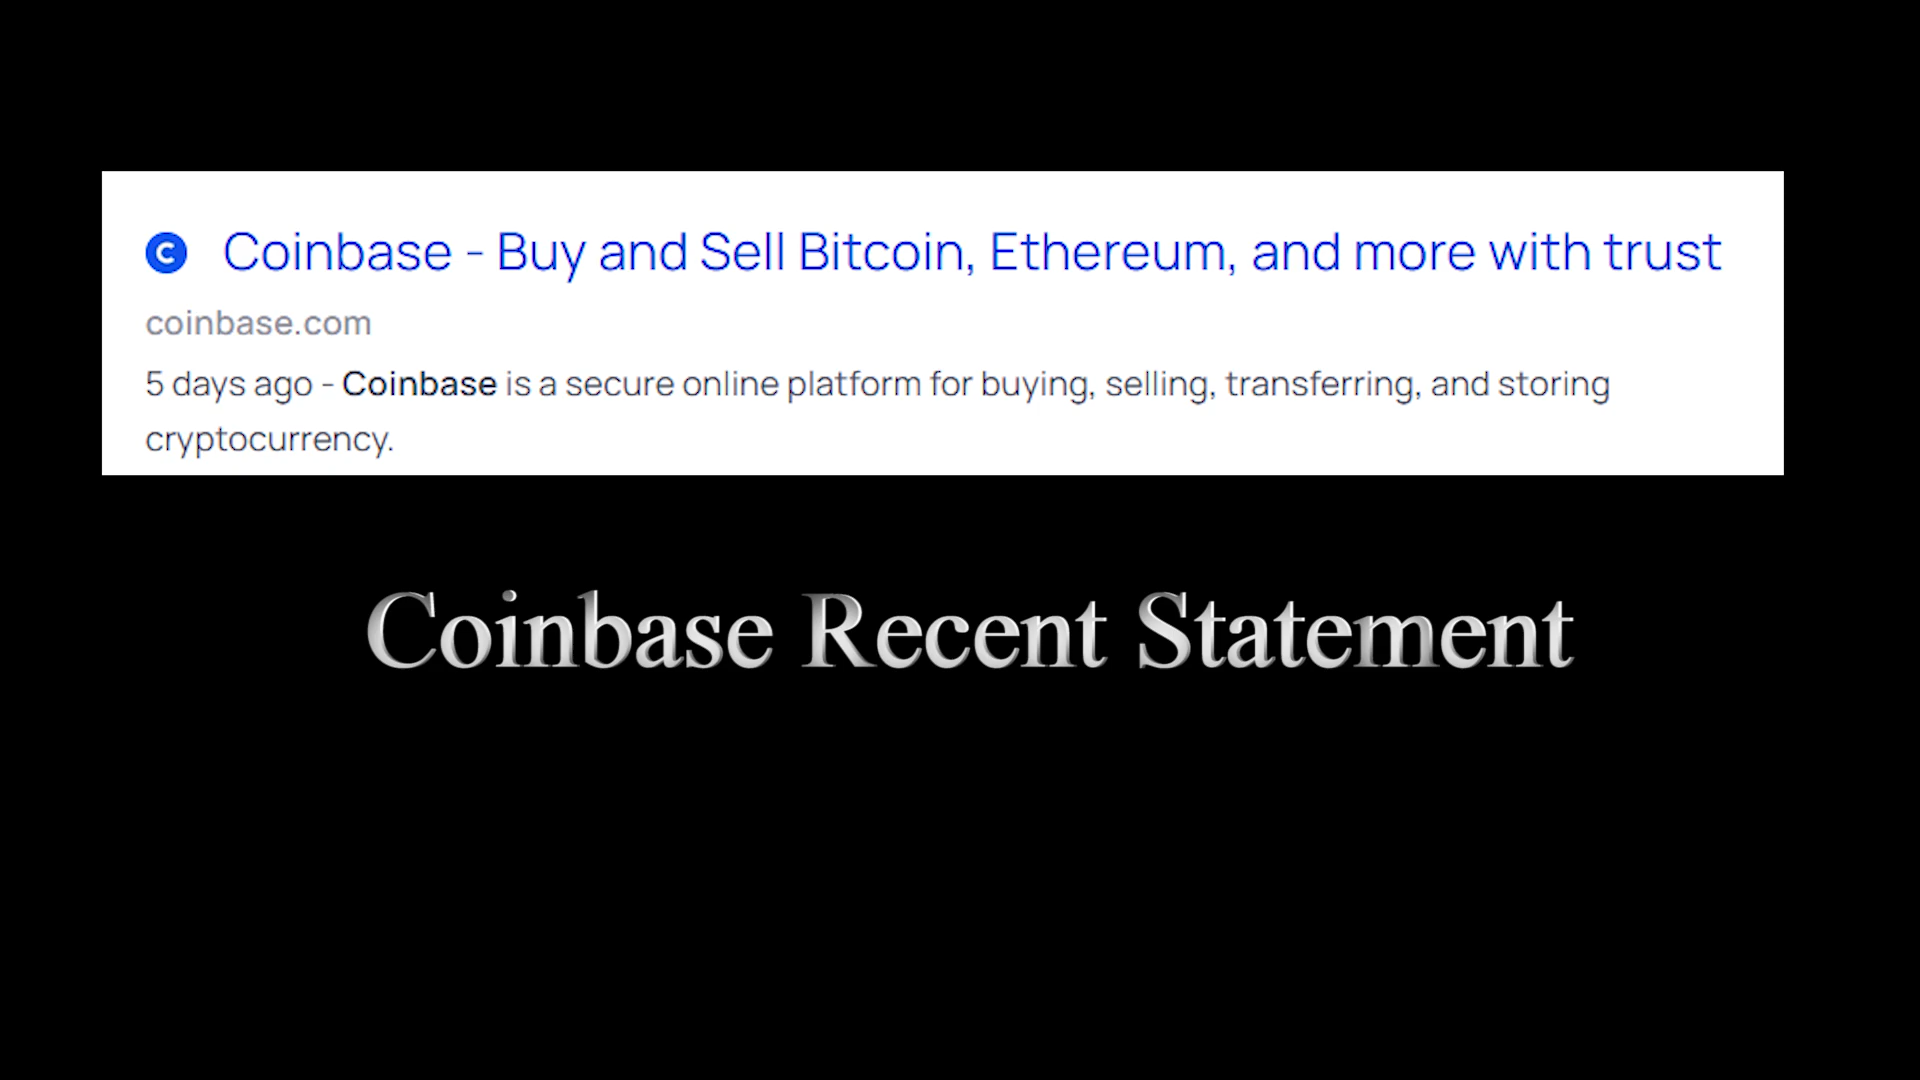 C Coinbase - Buy and Sell Bitcoin, Ethereum, and more with trust
coinbase.com
5 days ago - Coinbase is a secure online platform for buying, selling, transferring, and storing
cryptocurrency.
Coinbase Recent Statement